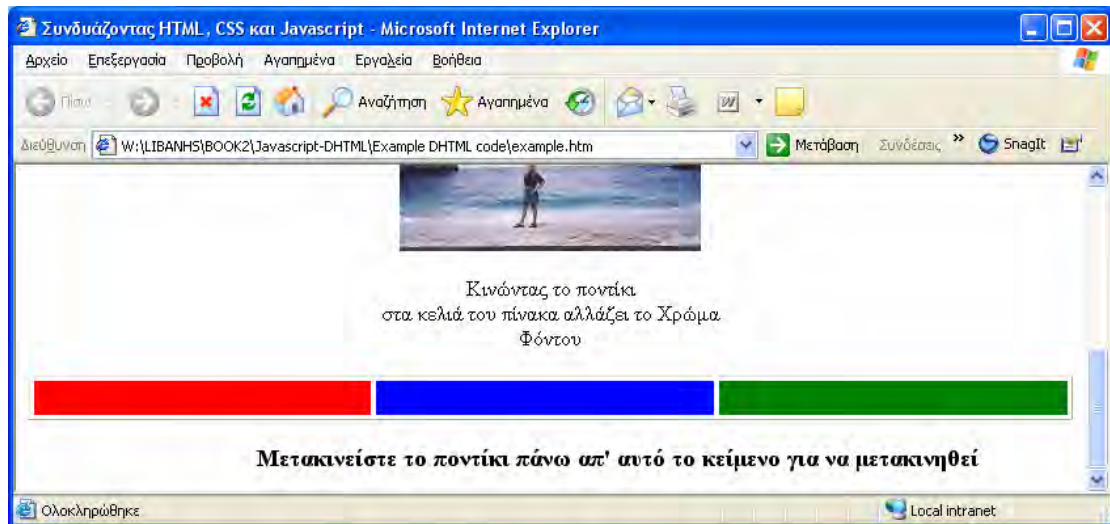 Συνδυάζοντας HTML, CSS και Javascript - Microsoft Internet Explorer
Αρχείο Επεξεργασία Προβολή Αγαπημένα Εργαλεία Βοήθεια
Πίσω Αναζήτηση Αγαπημένα
Διεύθυνση W:\LIBANHS\BOOK2\Javascript-DHTML\Example DHTML code\example.htm Μετάβαση Συνδέσεις » SnagIt
Κινώντας το ποντίκι
στα κελιά του πίνακα αλλάζει το Χρώμα
Φόντου
Μετακινείστε το ποντίκι πάνω απ' αυτό το κείμενο για να μετακινηθεί
Ολοκληρώθηκε Local intranet